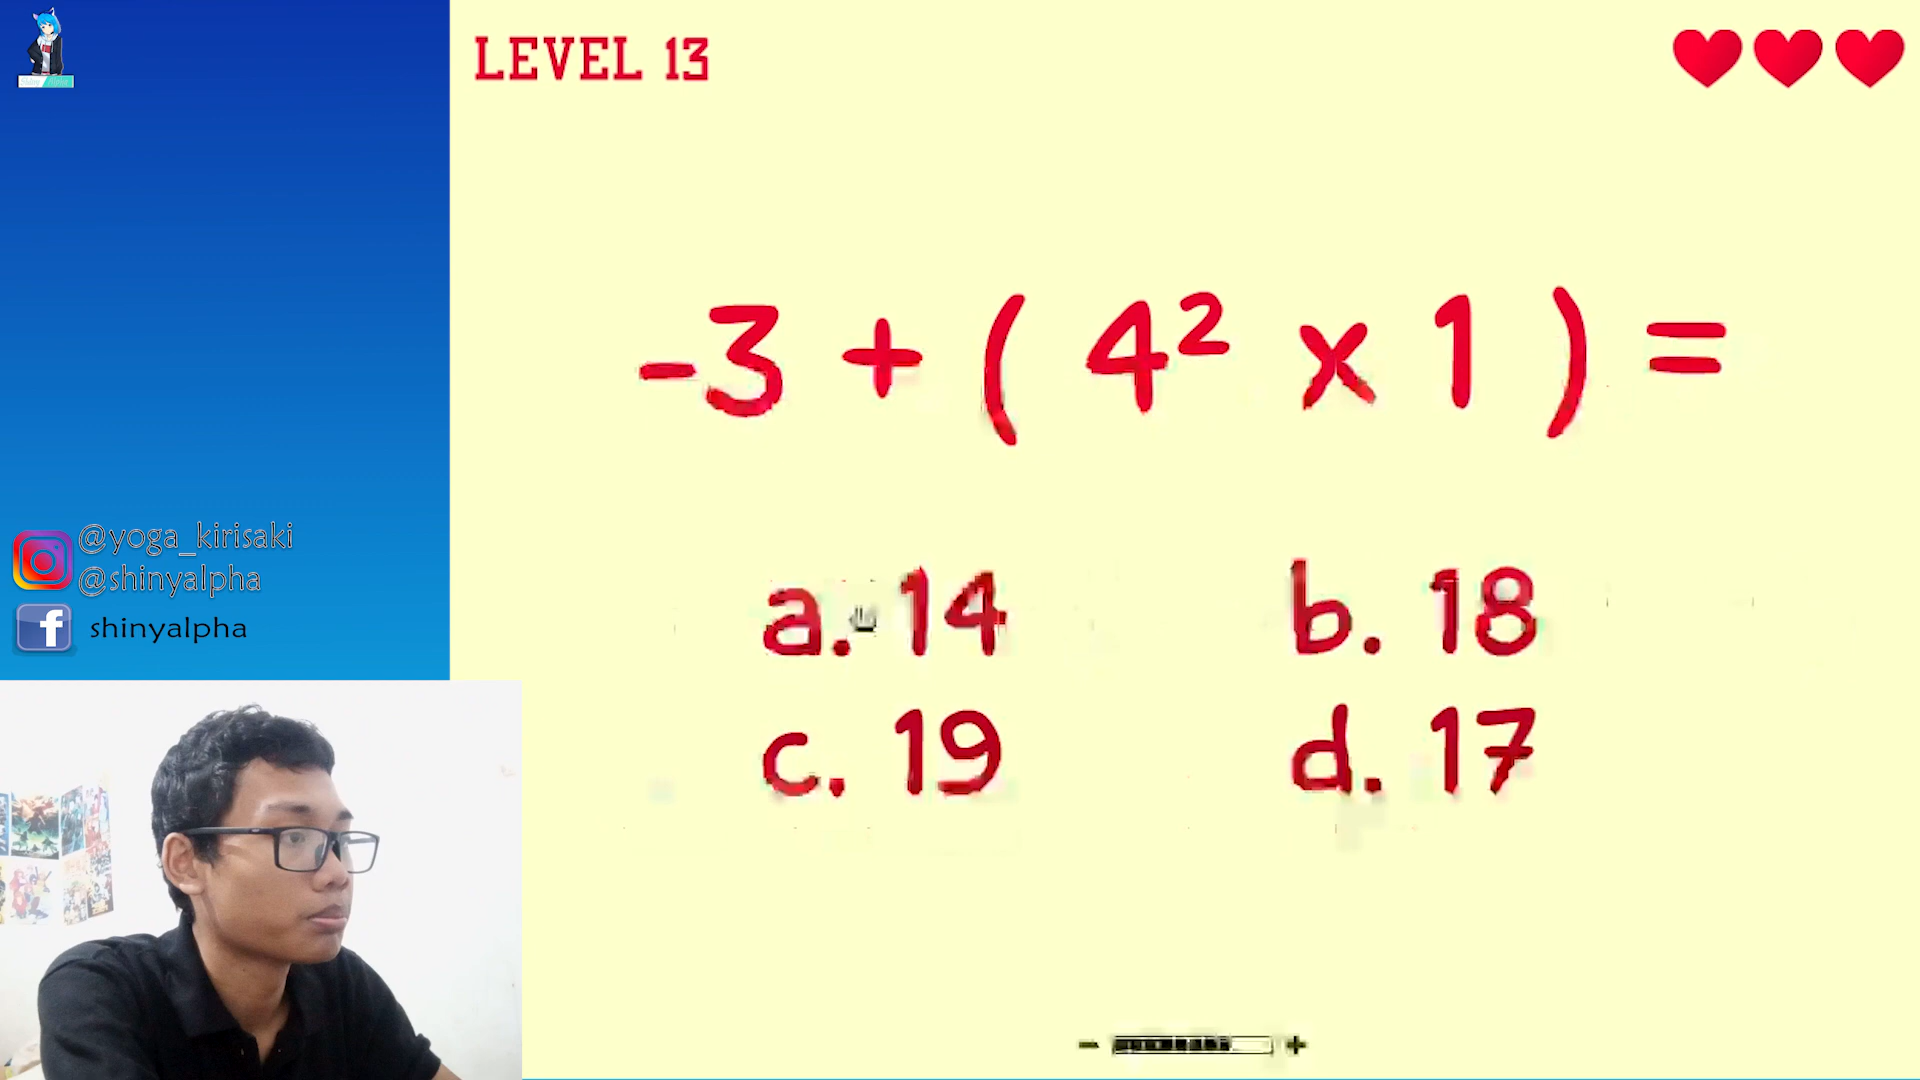 LEVEL 13
-3 + ( 4² x 1 ) =
a. 14
b. 18
c. 19
d. 17
- +
@yoga_kirisaki
@shinyalpha
shinyalpha